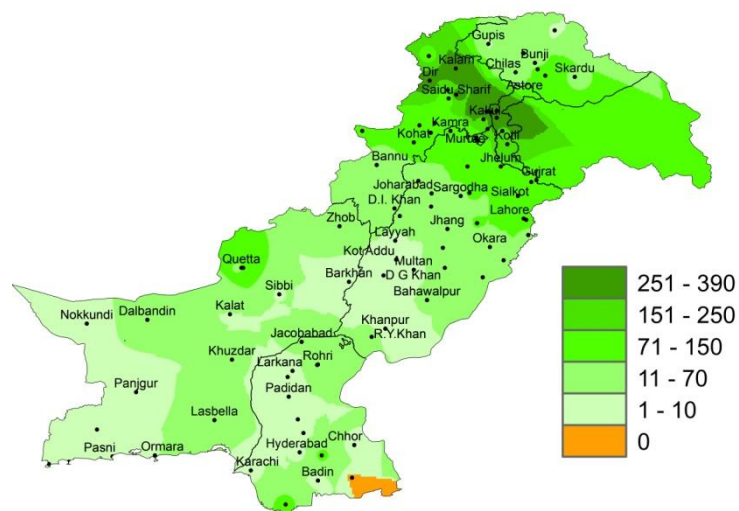 Gupis
Kalam
Bunji
Chilas
Dir
Skardu
Astore
Saidu Sharif
Kakul
Kamra
Kohat
Kotli
Bannu
Jhelum
Gujrat
Joharabad
Sargodha
Sialkot
D.I. Khan
Lahore
Zhob
Jhang
Layyah
Okara
Kot Addu
Quetta
Multan
Barkhan
D G Khan
Sibbi
Bahawalpur
Kalat
Dalbandin
Nokkundi
Khanpur
R.Y.Khan
Jacobabad
Khuzdar
Rohri
Larkana
Panjgur
Padidan
Lasbella
Hyderabad
Chhor
Pasni
Ormara
Karachi
Badin
251 - 390
151 - 250
71 - 150
11 - 70
1 - 10
0